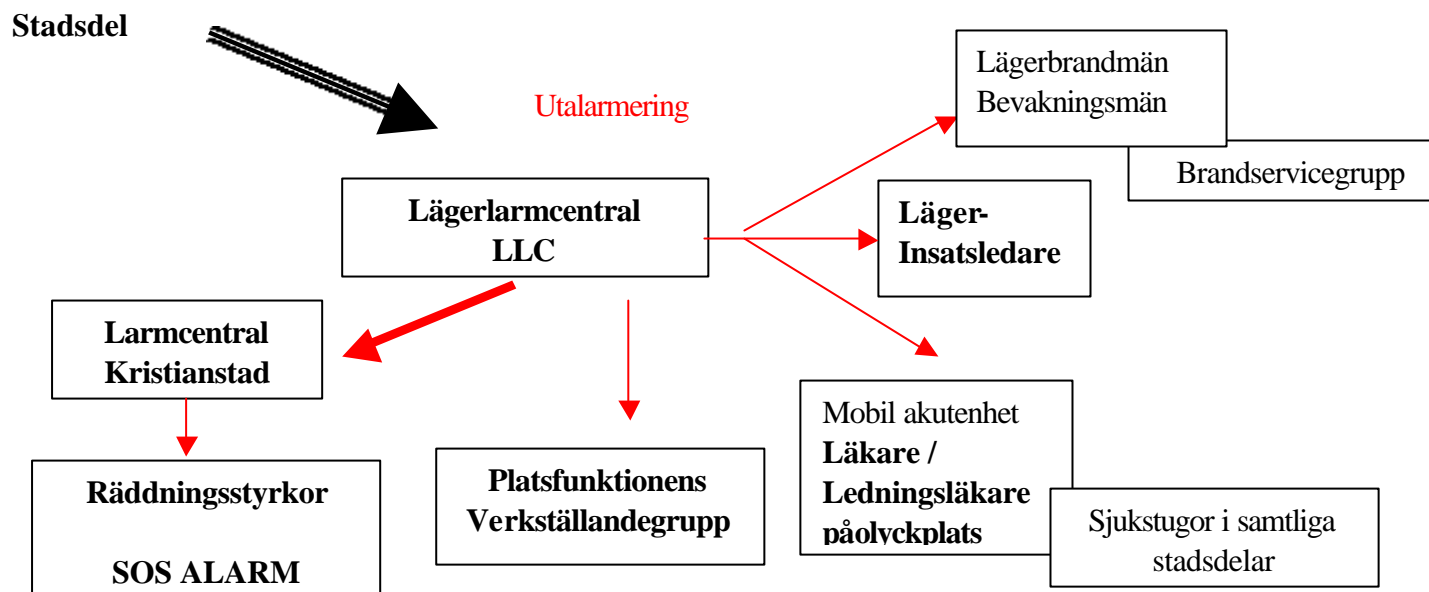 Stadsdel
Utalarmering
Lägerbrandmän
Bevakningsmän
Brandservicegrupp
Lägerlarmcentral
LLC
Läger-
Insatsledare
Larmcentral
Kristianstad
Räddningsstyrkor
SOS ALARM
Platsfunktionens
Verkställandegrupp
Mobil akutenhet
Läkare /
Ledningsläkare
påolyckplats
Sjukstugor i samtliga
stadsdelar